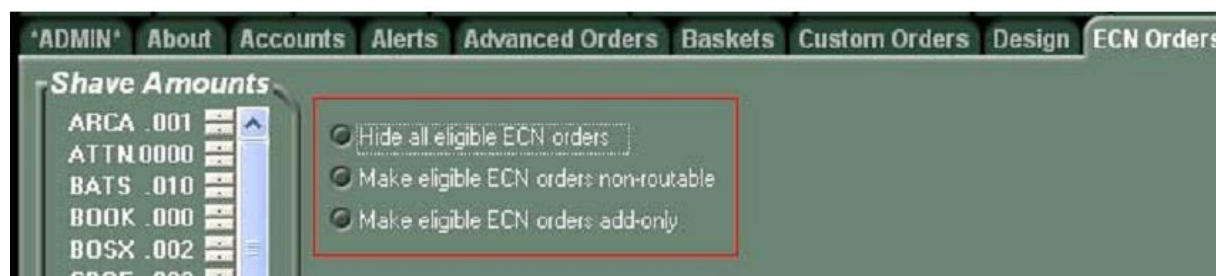 *ADMIN* About Accounts Alerts Advanced Orders Baskets Custom Orders Design ECN Orders
Shave Amounts
ARCA .001
ATTN.0000
BATS .010
BOOK .000
BOSX .002
Hide all eligible ECN orders
Make eligible ECN orders non-routable
Make eligible ECN orders add-only